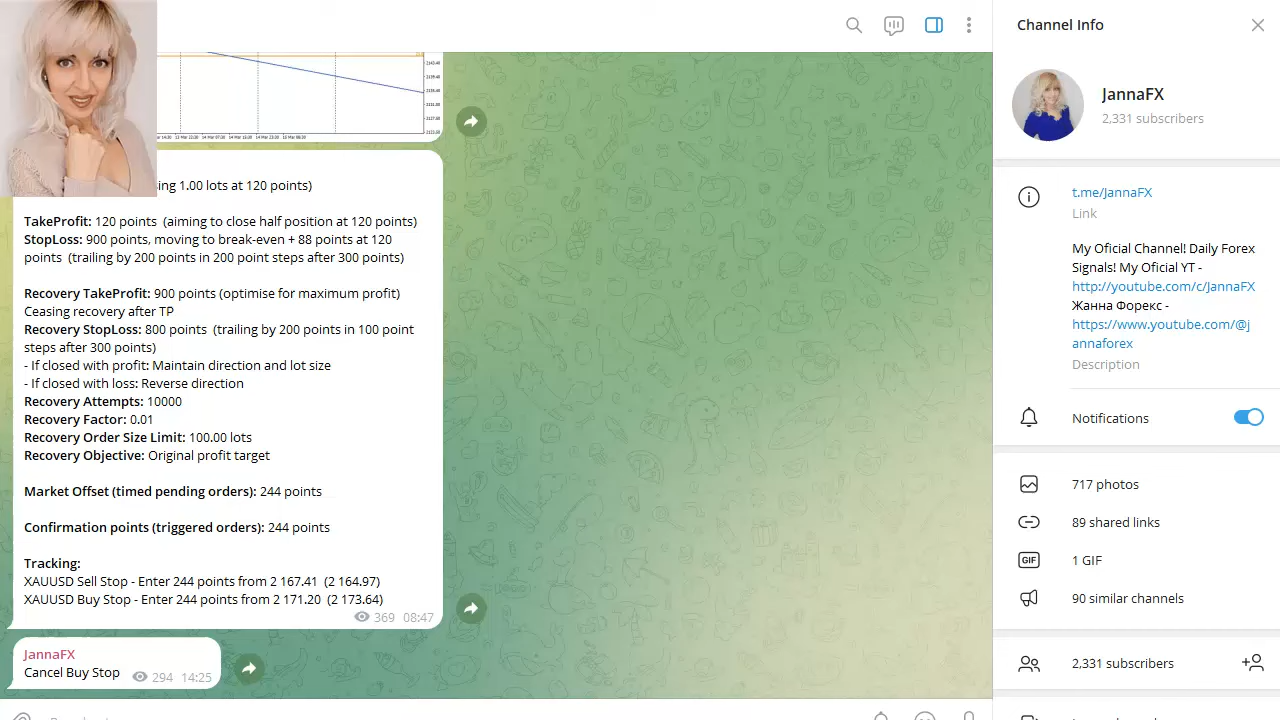 Channel Info
JannaFX
2,331 subscribers
ing 1.00 lots at 120 points)
TakeProfit: 120 points (aiming to close half position at 120 points)
StopLoss: 900 points, moving to break-even + 88 points at 120
points (trailing by 200 points in 200 point steps after 300 points)
Recovery TakeProfit: 900 points (optimise for maximum profit)
Ceasing recovery after TP
Recovery StopLoss: 800 points (trailing by 200 points in 100 point
steps after 300 points)
- If closed with profit: Maintain direction and lot size
- If closed with loss: Reverse direction
Recovery Attempts: 10000
Recovery Factor: 0.01
Recovery Order Size Limit: 100.00 lots
Recovery Objective: Original profit target
Market Offset (timed pending orders): 244 points
Confirmation points (triggered orders): 244 points
Tracking:
XAUUSD Sell Stop - Enter 244 points from 2 167.41 (2 164.97)
XAUUSD Buy Stop - Enter 244 points from 2 171.20 (2 173.64)
369 08:47
JannaFX
Cancel Buy Stop 294 14:25
t.me/JannaFX
Link
My Oficial Channel! Daily Forex
Signals! My Oficial YT -
http://youtube.com/c/JannaFX
Жанна Форекс -
https://www.youtube.com/@j
annaforex
Description
Notifications
717 photos
89 shared links
GIF 1 GIF
90 similar channels
2,331 subscribers